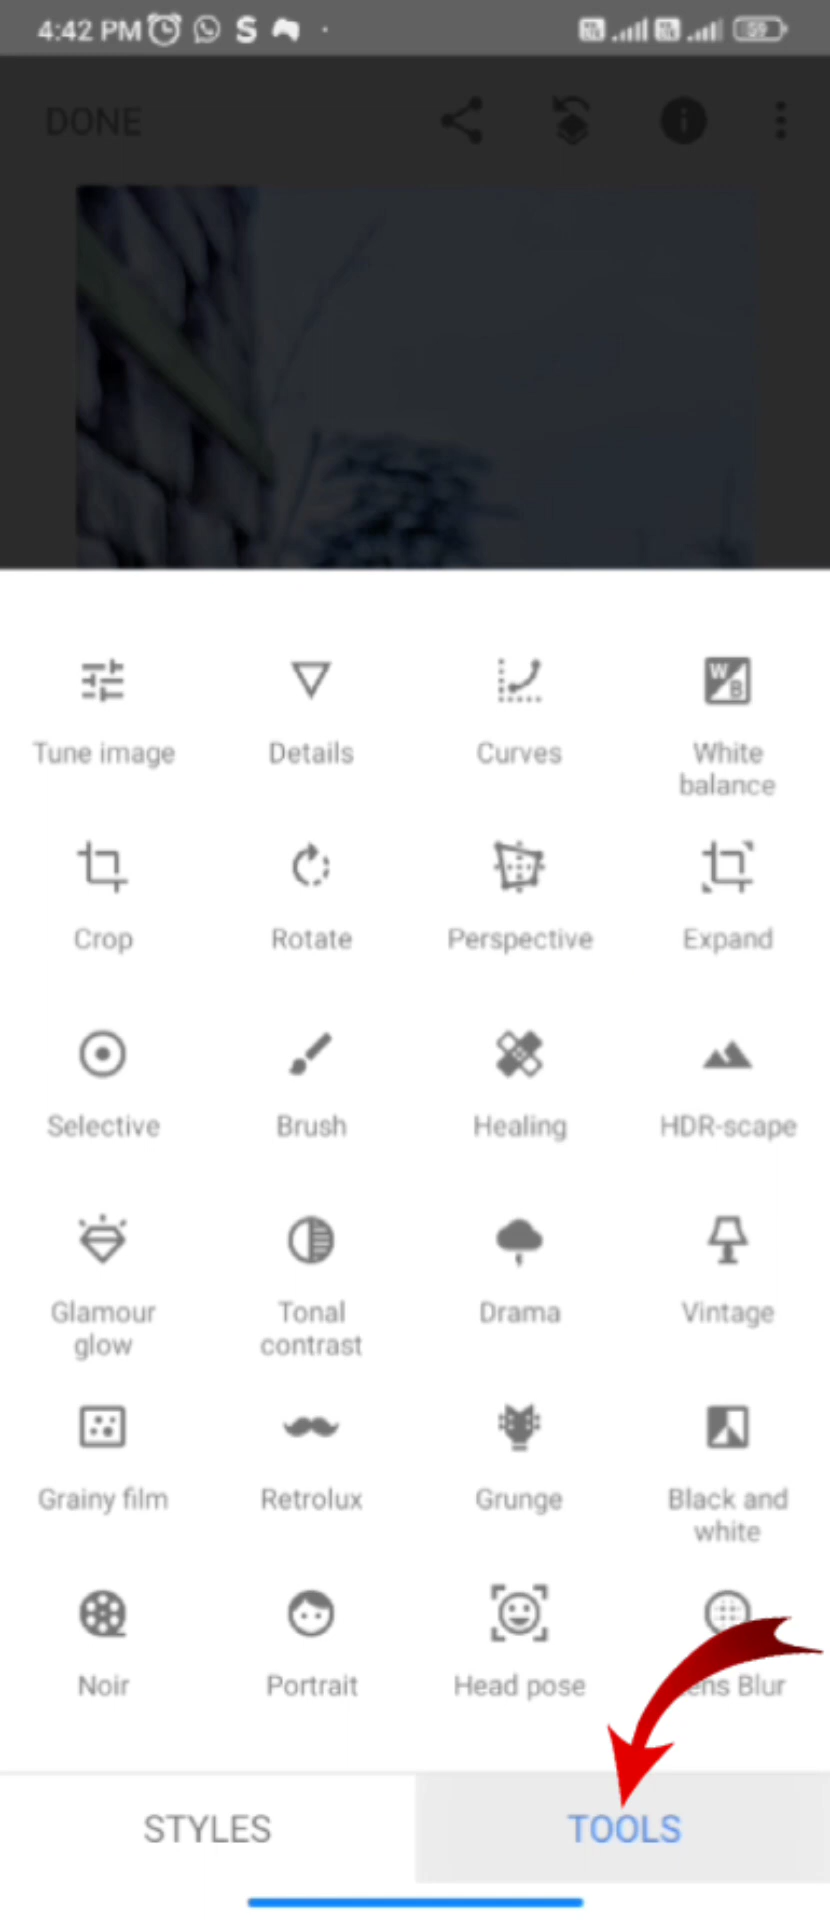 4:42 PM S 59
DONE
Tune image Details Curves White
balance
Crop Rotate Perspective Expand
Selective Brush Healing HDR-scape
Glamour Tonal Drama Vintage
glow contrast
Grainy film Retrolux Grunge Black and
white
Noir Portrait Head pose ens Blur
STYLES TOOLS